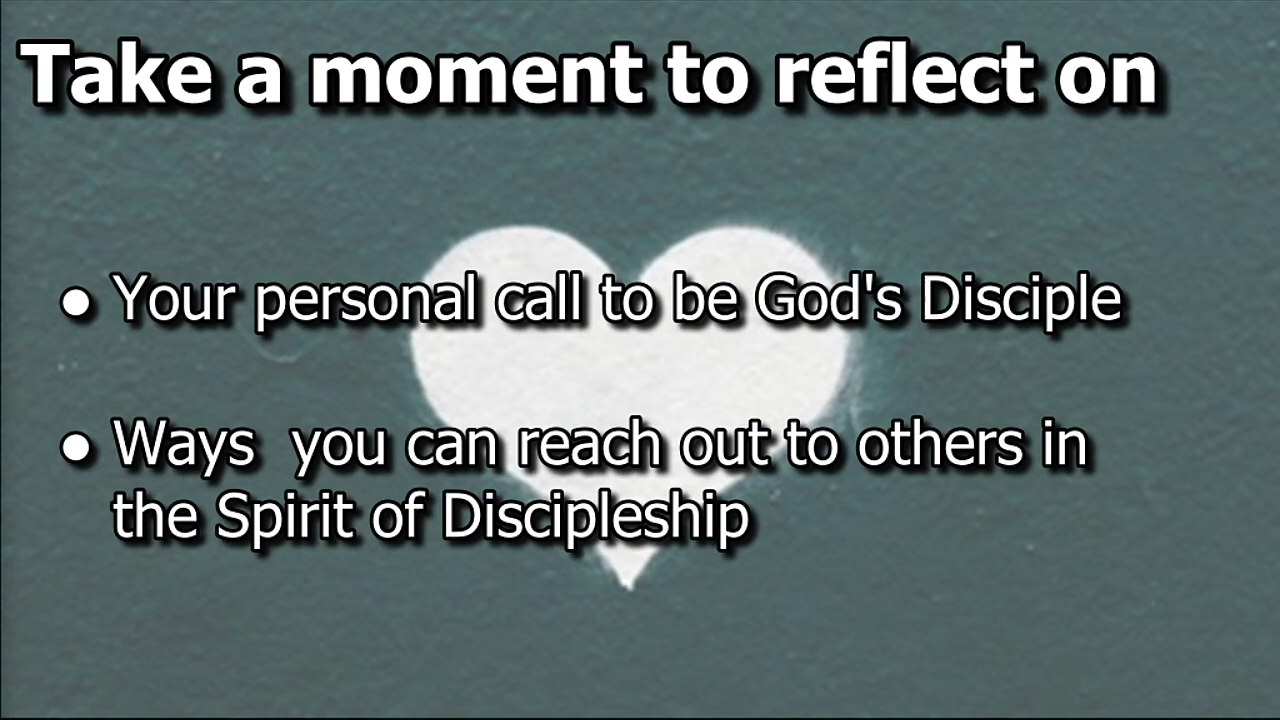 Take a moment to reflect on
● Your personal call to be God's Disciple
● Ways  you can reach out to others in
the Spirit of Discipleship